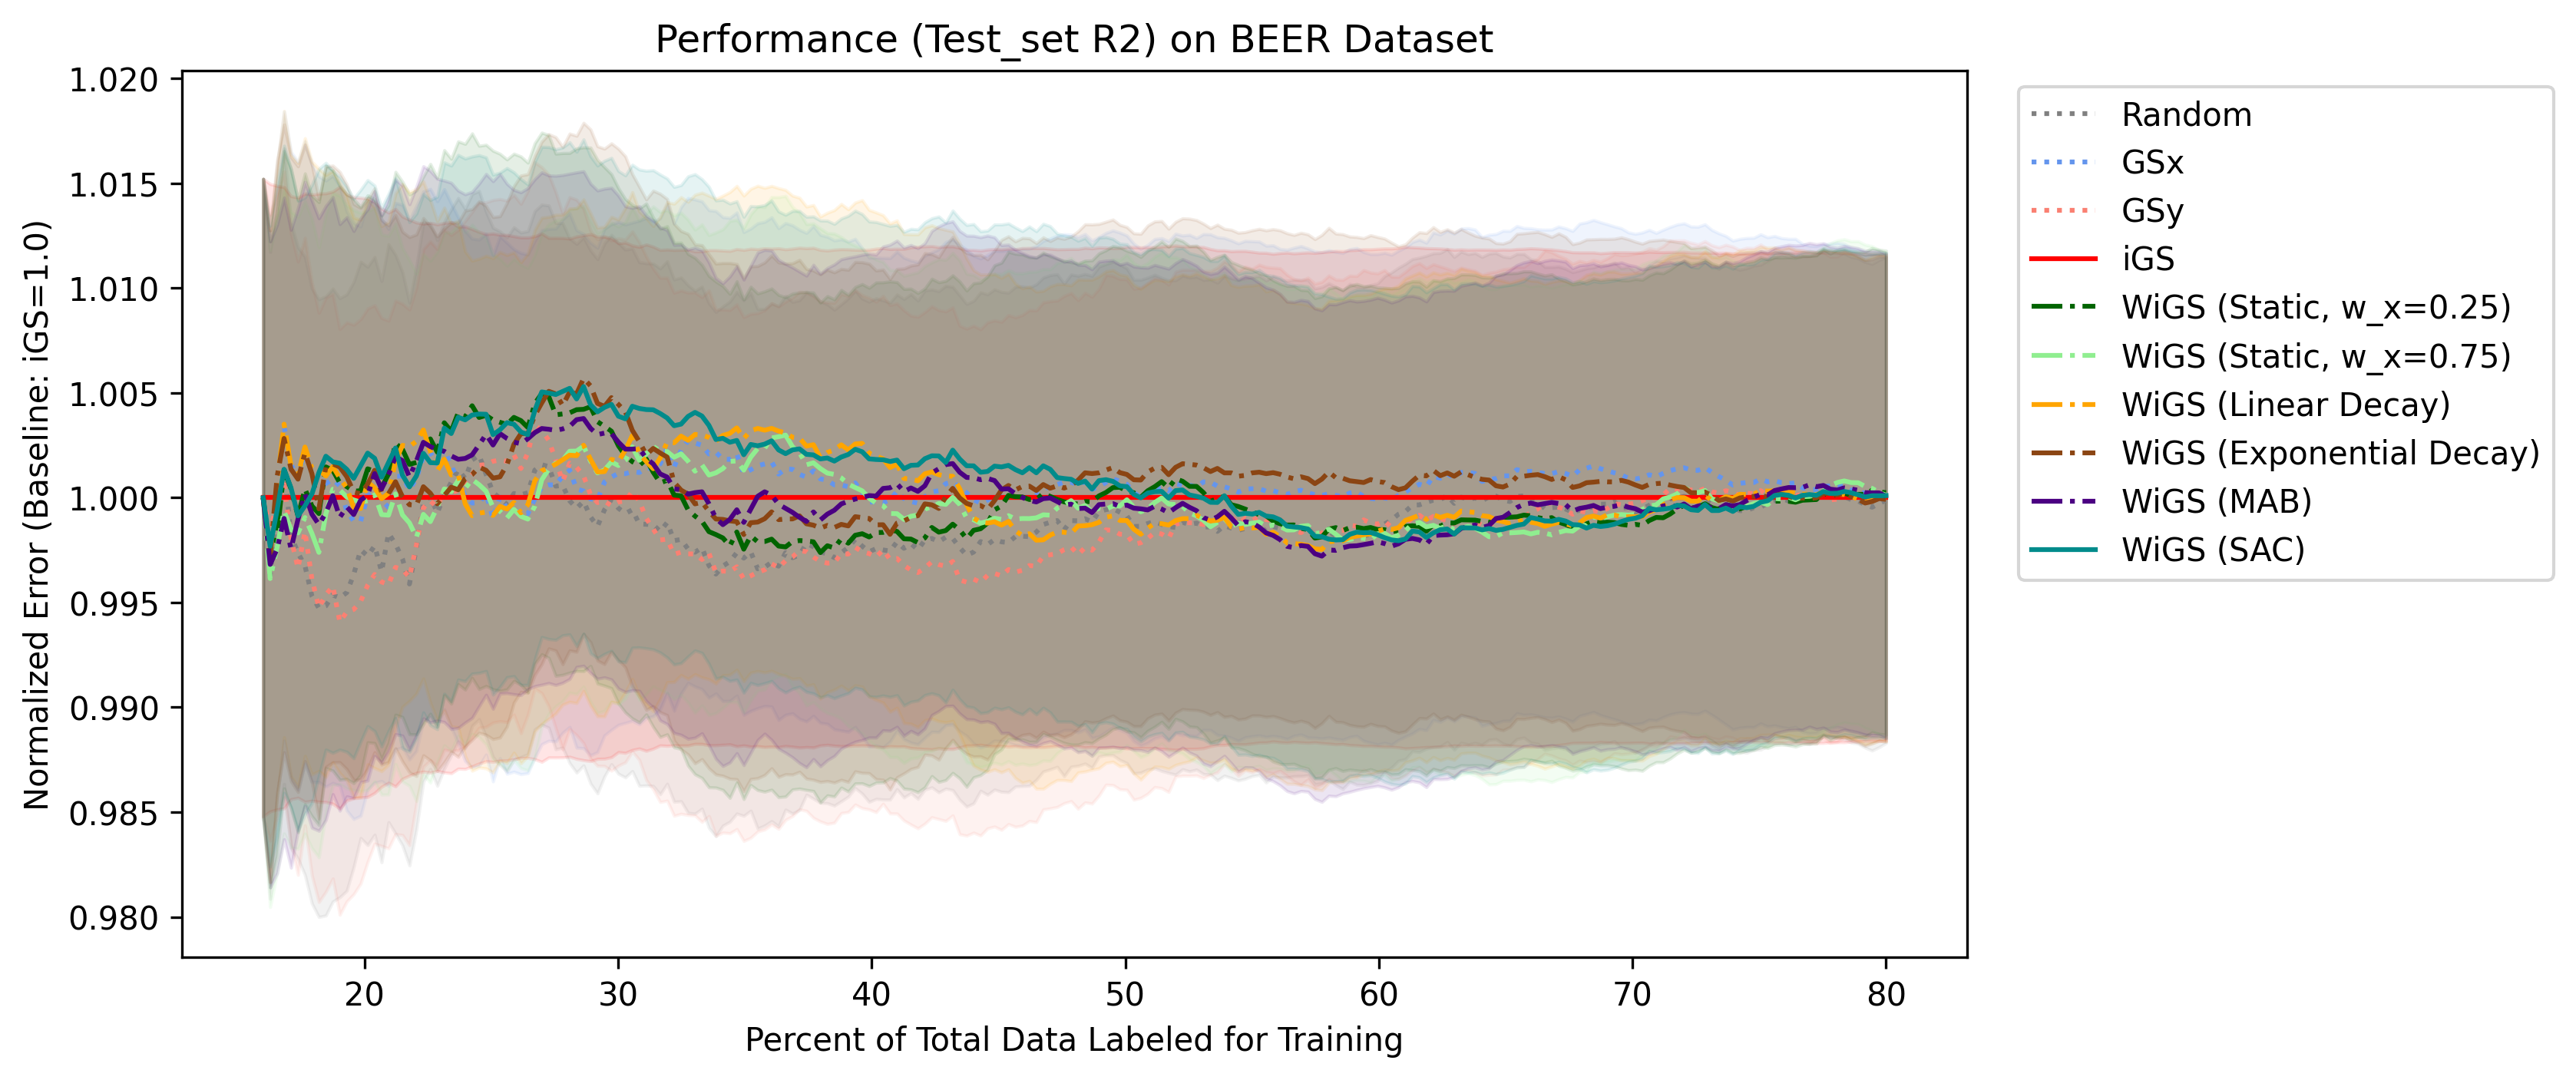 Performance (Test_set R2) on BEER Dataset
Normalized Error (Baseline: iGS=1.0)
1.020
1.015
1.010
1.005
1.000
0.995
0.990
0.985
0.980
20 30 40 50 60 70 80
Percent of Total Data Labeled for Training
Random
GSx
GSy
iGS
WiGS (Static, w_x=0.25)
WiGS (Static, w_x=0.75)
WiGS (Linear Decay)
WiGS (Exponential Decay)
WiGS (MAB)
WiGS (SAC)